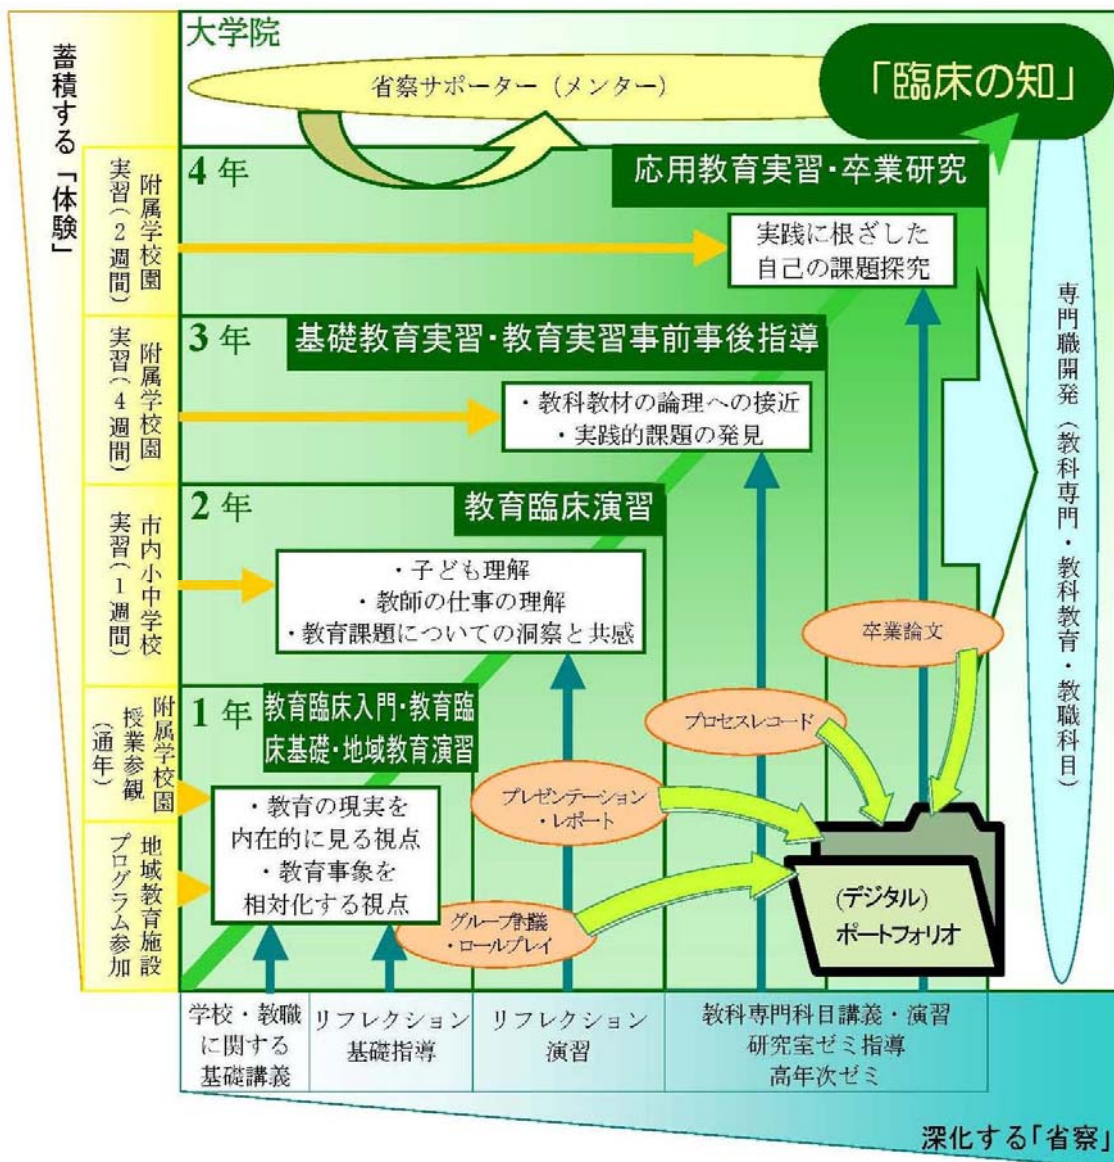 大学院
省察サポーター（メンター）
「臨床の知」
蓄積する「体験」
4年
応用教育実習・卒業研究
附属学校園
実習（2週間）
実践に根ざした
自己の課題探究
3年
基礎教育実習・教育実習事前事後指導
附属学校園
実習（4週間）
・教科教材の論理への接近
・実践的課題の発見
2年
教育臨床演習
市内小中学校
実習（1週間）
・子ども理解
・教師の仕事の理解
・教育課題についての洞察と共感
1年
教育臨床入門・教育臨
床基礎・地域教育演習
附属学校園
授業参観
（通年）
・教育の現実を
内在的に見る視点
・教育事象を
相対化する視点
地域教育施設
プログラム参加
専門職開発（教科専門・教科教育・教職科目）
卒業論文
プロセスレコード
プレゼンテーション
・レポート
グループ討議
・ロールプレイ
(デジタル)
ポートフォリオ
学校・教職
に関する
基礎講義
リフレクション
基礎指導
リフレクション
演習
教科専門科目講義・演習
研究室ゼミ指導
高年次ゼミ
深化する「省察」